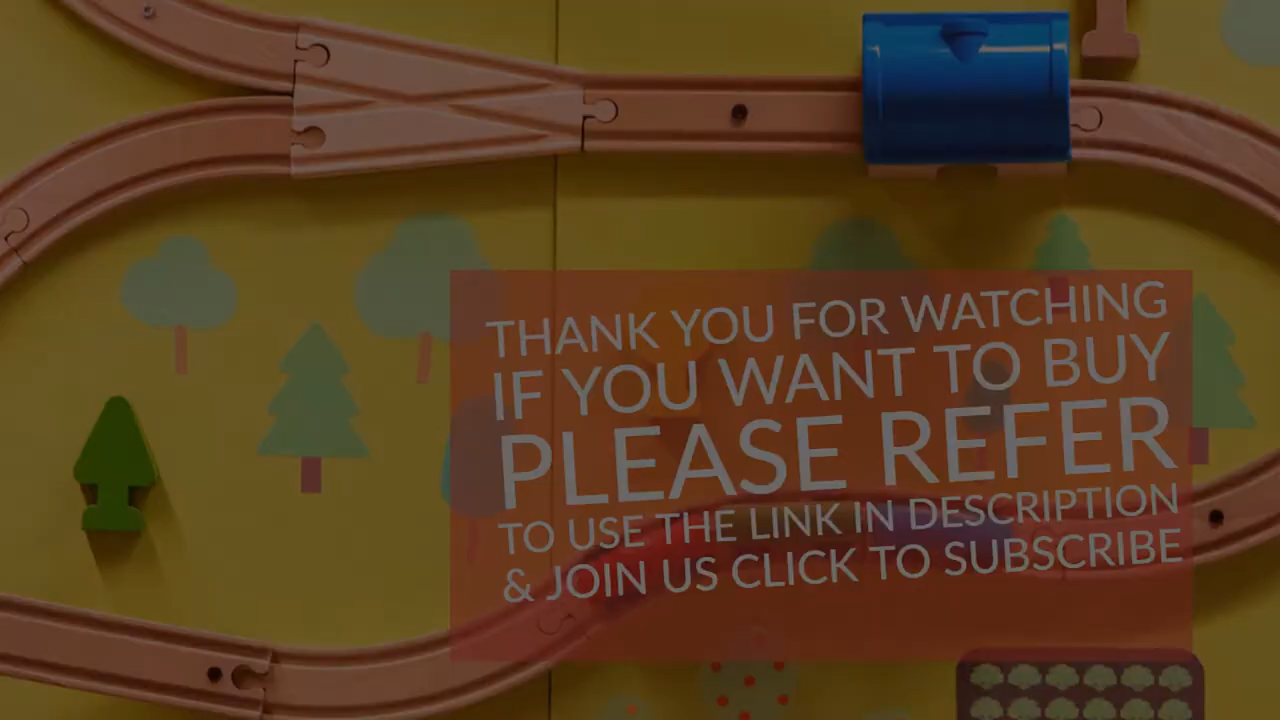 THANK YOU FOR WATCHING
IF YOU WANT TO BUY
PLEASE REFER
TO USE THE LINK IN DESCRIPTION
& JOIN US CLICK TO SUBSCRIBE